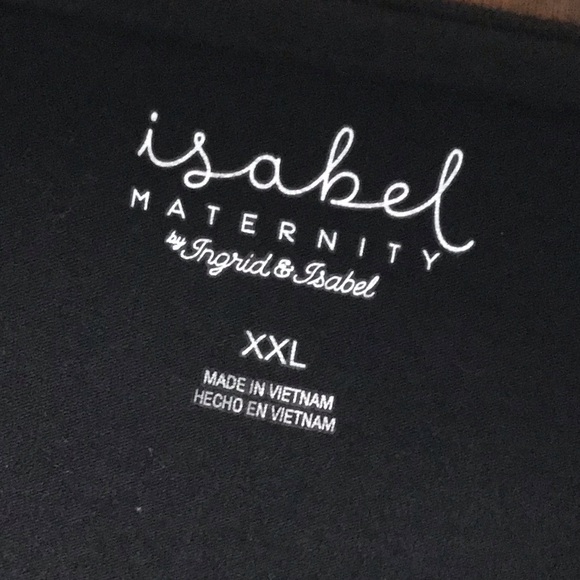 isabel
MATERNITY
by Ingrid & Isabel
XXL
MADE IN VIETNAM
HECHO EN VIETNAM